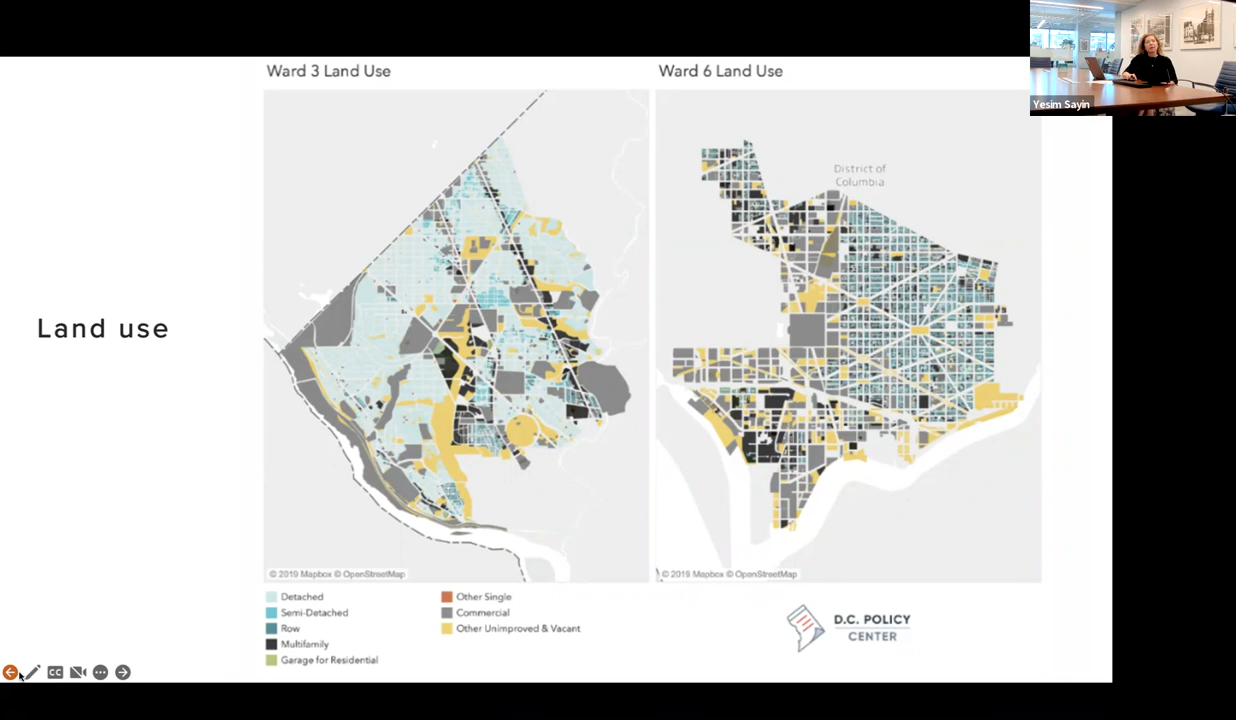 Ward 3 Land Use
Ward 6 Land Use
Yesim Sayin
District of
Columbia
Land use
© 2019 Mapbox © OpenStreetMap
© 2019 Mapbox © OpenStreetMap
Detached
Semi-Detached
Row
Multifamily
Garage for Residential
Other Single
Commercial
Other Unimproved & Vacant
D.C. POLICY
CENTER
CC